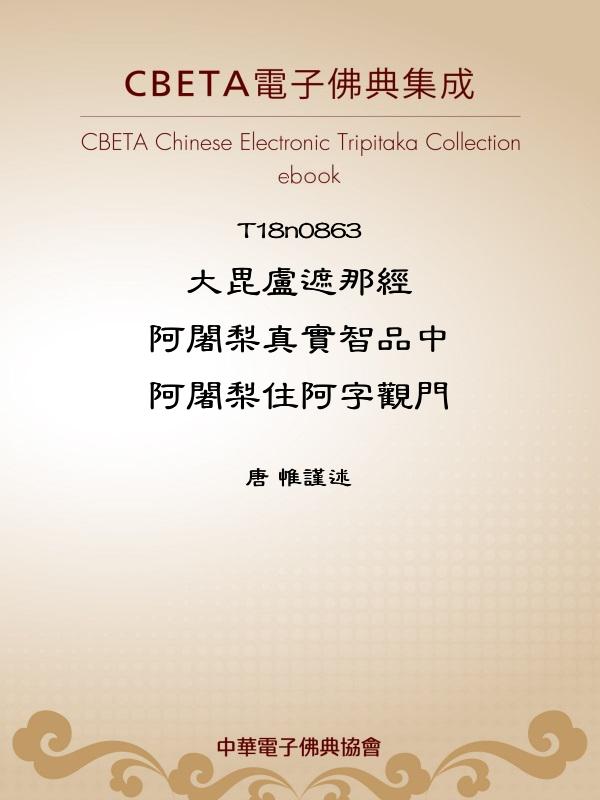 CBETA電子佛典集成
CBETA Chinese Electronic Tripitaka Collection
ebook
T18n0863
大毘盧遮那經
阿闍梨真實智品中
阿闍梨住阿字觀門
唐 惟謹述
中華電子佛典協會